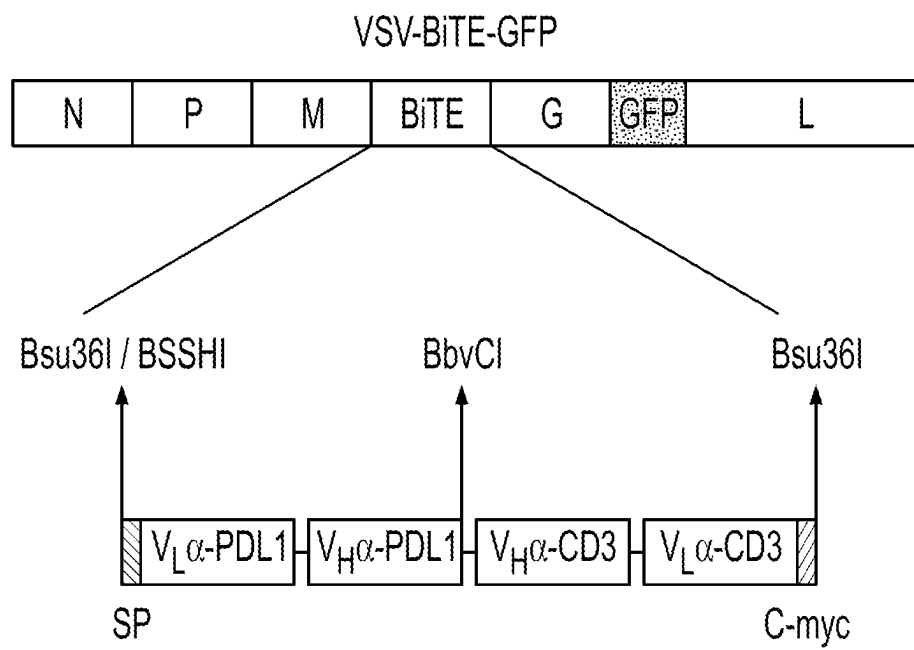 VSV-BiTE-GFP
N P M BiTE G GFP L
Bsu36I / BSSHI BbvCI Bsu36I
VLα-PDL1 VHα-PDL1 VHα-CD3 VLα-CD3
SP C-myc